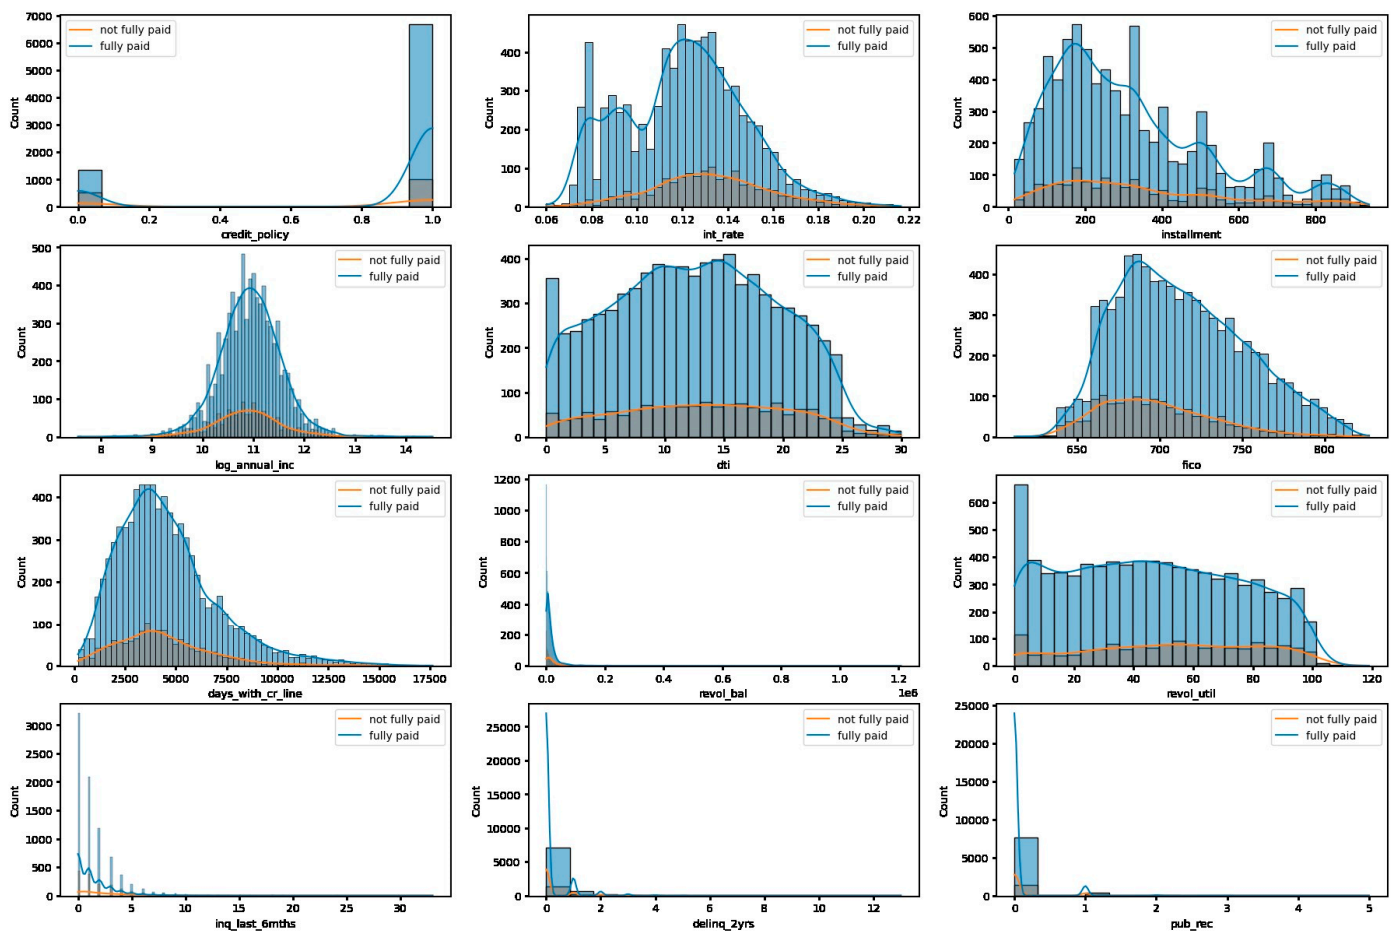 7000
6000
5000
4000
3000
2000
1000
0
Count
not fully paid
fully paid
0.0 0.2 0.4 0.6 0.8 1.0
credit_policy
400
300
200
100
0
Count
not fully paid
fully paid
0.06 0.08 0.10 0.12 0.14 0.16 0.18 0.20 0.22
int_rate
600
500
400
300
200
100
0
Count
not fully paid
fully paid
0 200 400 600 800
installment
500
400
300
200
100
0
Count
not fully paid
fully paid
8 9 10 11 12 13 14
log_annual_inc
400
300
200
100
0
Count
not fully paid
fully paid
0 5 10 15 20 25 30
dti
400
300
200
100
0
Count
not fully paid
fully paid
650 700 750 800
fico
400
300
200
100
0
Count
not fully paid
fully paid
0 2500 5000 7500 10000 12500 15000 17500
days_with_cr_line
1200
1000
800
600
400
200
0
Count
not fully paid
fully paid
0.0 0.2 0.4 0.6 0.8 1.0 1.2
1e6
revol_bal
600
500
400
300
200
100
0
Count
not fully paid
fully paid
0 20 40 60 80 100 120
revol_util
3000
2500
2000
1500
1000
500
0
Count
not fully paid
fully paid
0 5 10 15 20 25 30
inq_last_6mths
25000
20000
15000
10000
5000
0
Count
not fully paid
fully paid
0 2 4 6 8 10 12
delinq_2yrs
25000
20000
15000
10000
5000
0
Count
not fully paid
fully paid
0 1 2 3 4 5
pub_rec